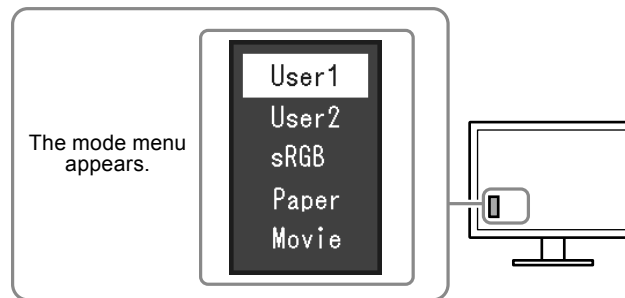 The mode menu
appears.
User1
User2
sRGB
Paper
Movie